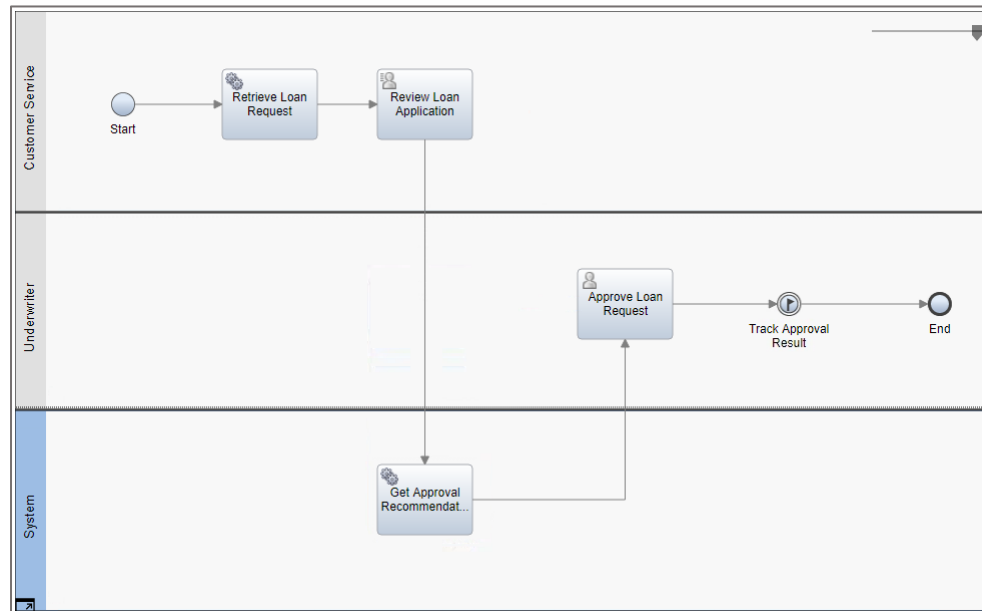 Customer Service
Start
Retrieve Loan
Request
Review Loan
Application
Underwriter
Approve Loan
Request
Track Approval
Result
End
System
Get Approval
Recommendat...